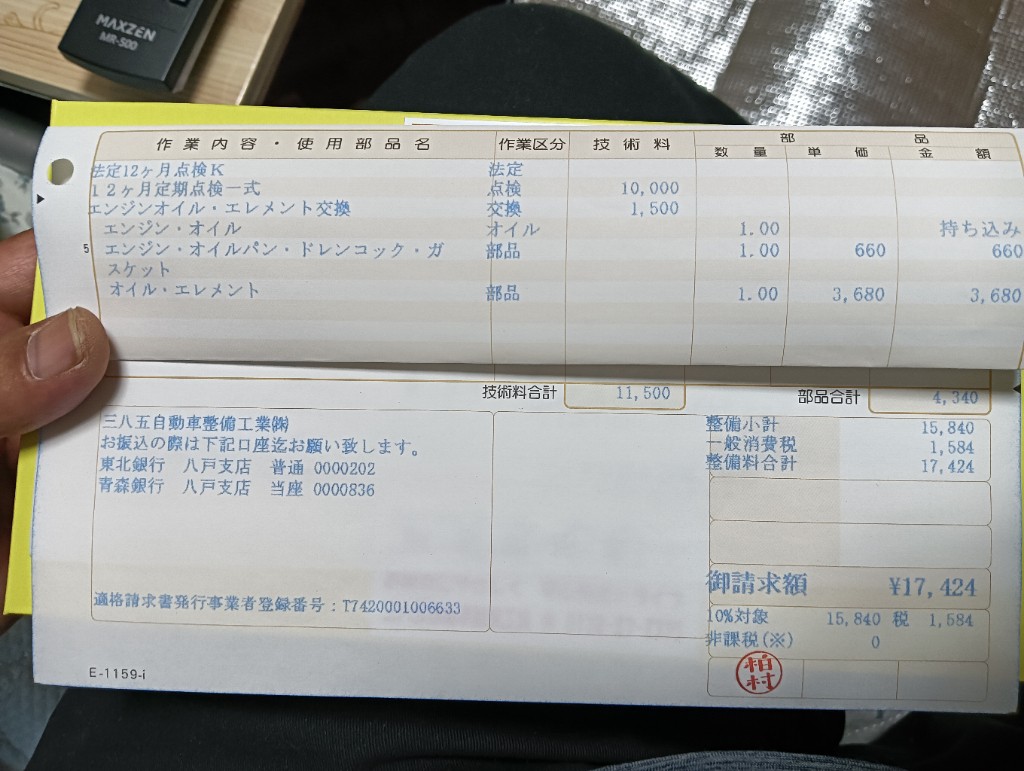 MAXZEN
MR-500
作業内容・使用部品名 作業区分 技術料 部品
数量 単価 金額
法定12ヶ月点検K 法定
12ヶ月定期点検一式 点検 10,000
エンジンオイル・エレメント交換 交換 1,500
エンジン・オイル オイル 1.00 持ち込み
5 エンジン・オイルパン・ドレンコック・ガ 部品 1.00 660 660
スケット
オイル・エレメント 部品 1.00 3,680 3,680
技術料合計 11,500 部品合計 4,340
三八五自動車整備工業㈱
お振込の際は下記口座迄お願い致します。
東北銀行 八戸支店 普通 0000202
青森銀行 八戸支店 当座 0000836
適格請求書発行事業者登録番号：T7420001006633
整備小計 15,840
一般消費税 1,584
整備料合計 17,424
御請求額 ¥17,424
10%対象 15,840 税 1,584
非課税(※) 0
柏村
E-1159-i